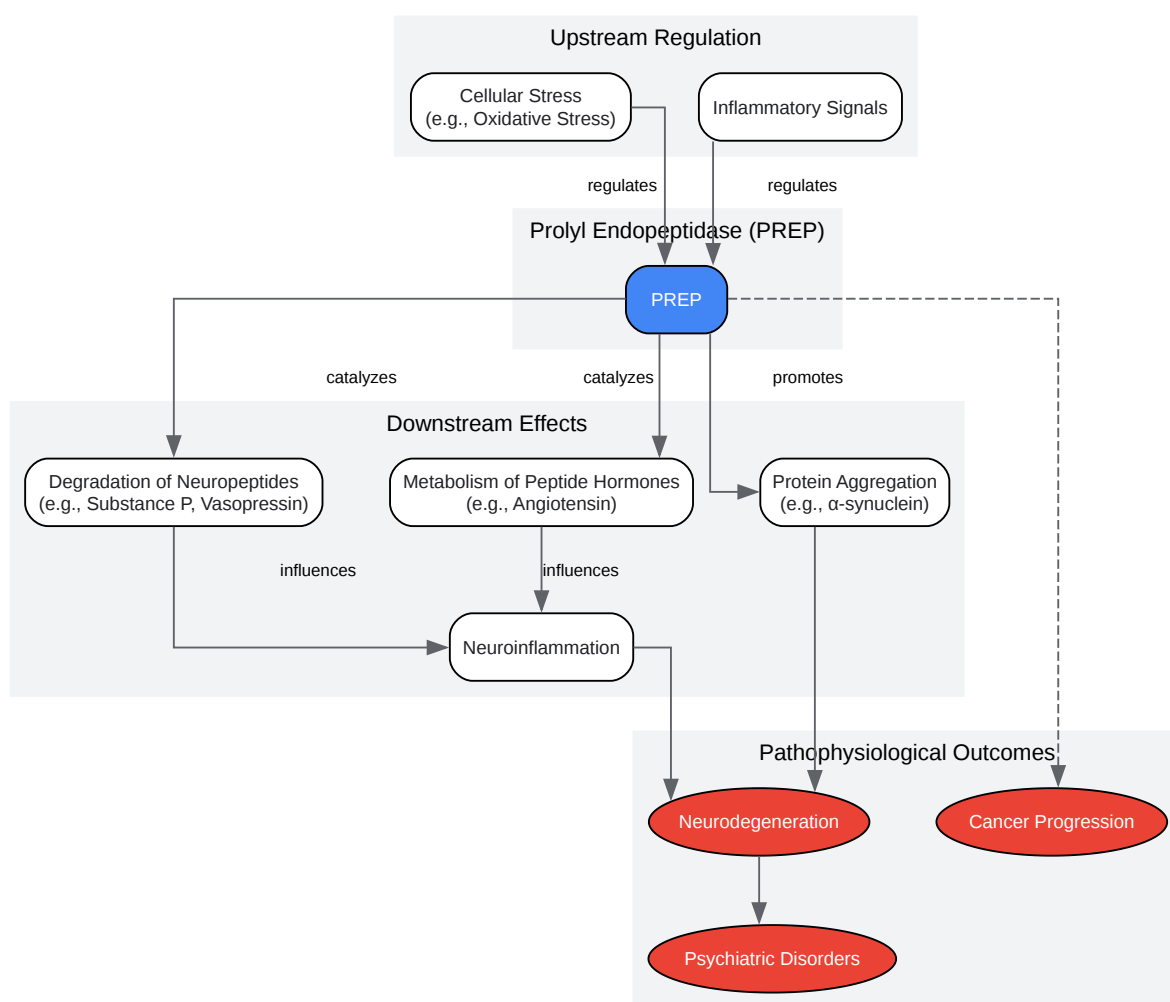 Upstream Regulation
Cellular Stress
(e.g., Oxidative Stress)
Inflammatory Signals
regulates
regulates
Prolyl Endopeptidase (PREP)
PREP
catalyzes
catalyzes
promotes
Downstream Effects
Degradation of Neuropeptides
(e.g., Substance P, Vasopressin)
Metabolism of Peptide Hormones
(e.g., Angiotensin)
Protein Aggregation
(e.g., α-synuclein)
influences
influences
Neuroinflammation
Pathophysiological Outcomes
Neurodegeneration
Cancer Progression
Psychiatric Disorders